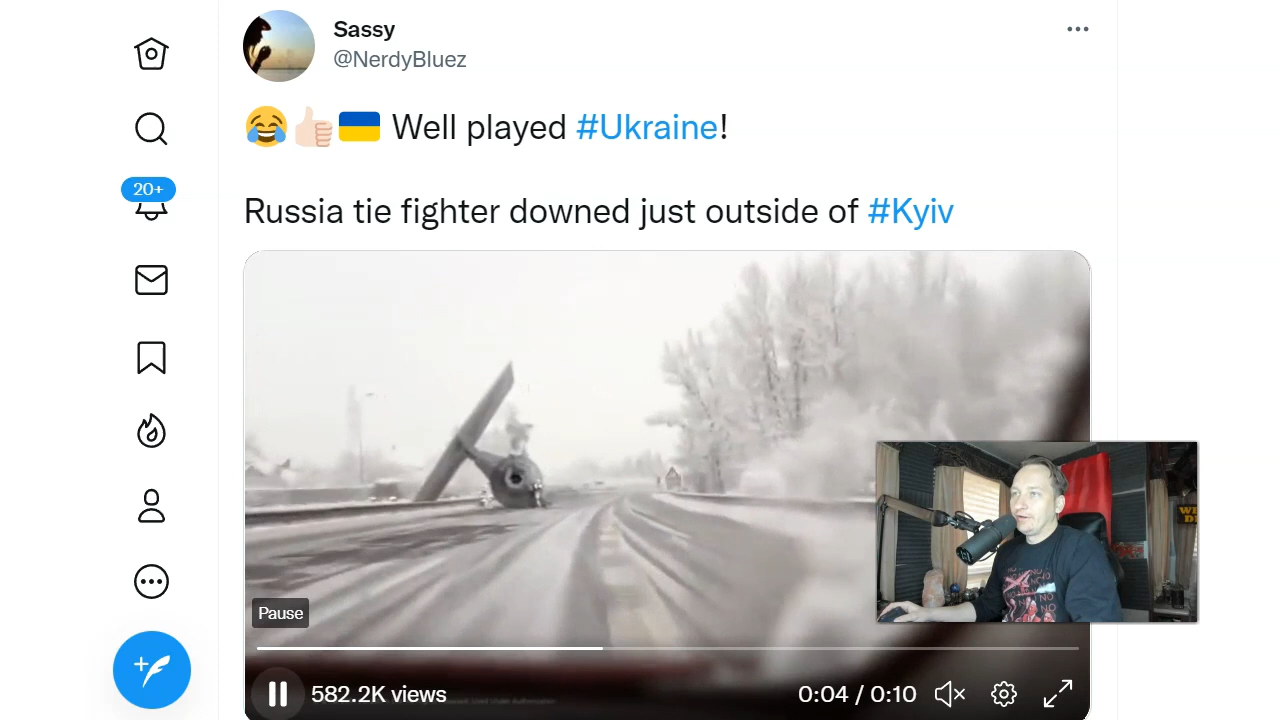 Sassy
@NerdyBluez
😂👍🏻🇺🇦 Well played #Ukraine!
20+
Russia tie fighter downed just outside of #Kyiv
Pause
582.2K views
0:04 / 0:10